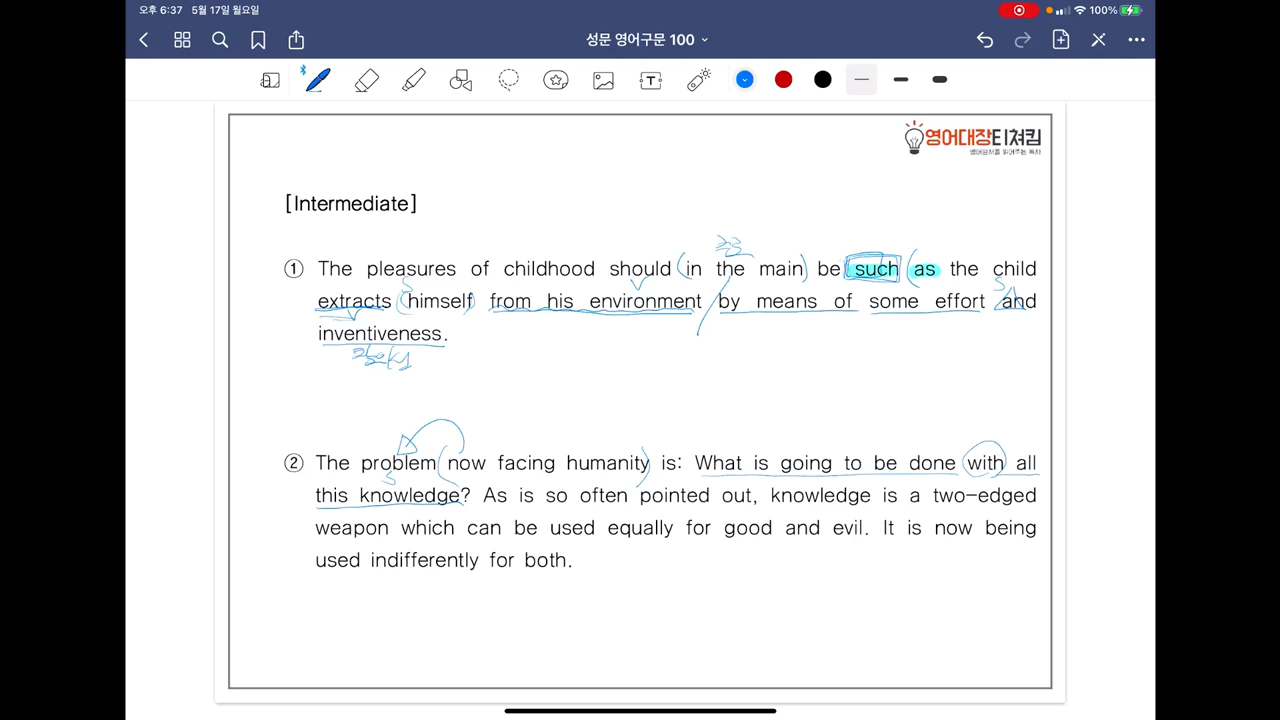 오후 6:37 5월 17일 월요일
100%
성문 영어구문 100
영어대장티쳐킴
[Intermediate]
① The pleasures of childhood should in the main be such as the child
extracts himself from his environment by means of some effort and
inventiveness.
② The problem now facing humanity is: What is going to be done with all
this knowledge? As is so often pointed out, knowledge is a two-edged
weapon which can be used equally for good and evil. It is now being
used indifferently for both.